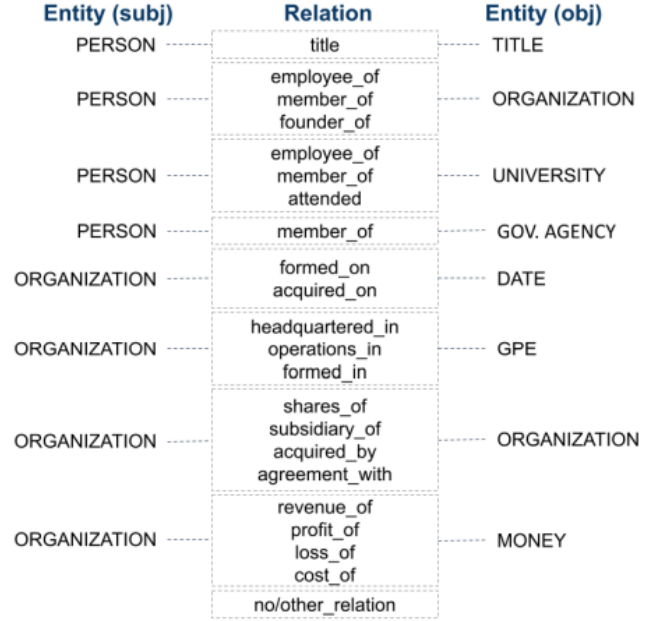 Entity (subj) Relation Entity (obj)
PERSON title TITLE
employee_of
PERSON member_of ORGANIZATION
founder_of
employee_of
PERSON member_of UNIVERSITY
attended
PERSON member_of GOV. AGENCY
formed_on
ORGANIZATION DATE
acquired_on
headquartered_in
ORGANIZATION operations_in GPE
formed_in
shares_of
subsidiary_of
ORGANIZATION ORGANIZATION
acquired_by
agreement_with
revenue_of
profit_of
ORGANIZATION MONEY
loss_of
cost_of
no/other_relation